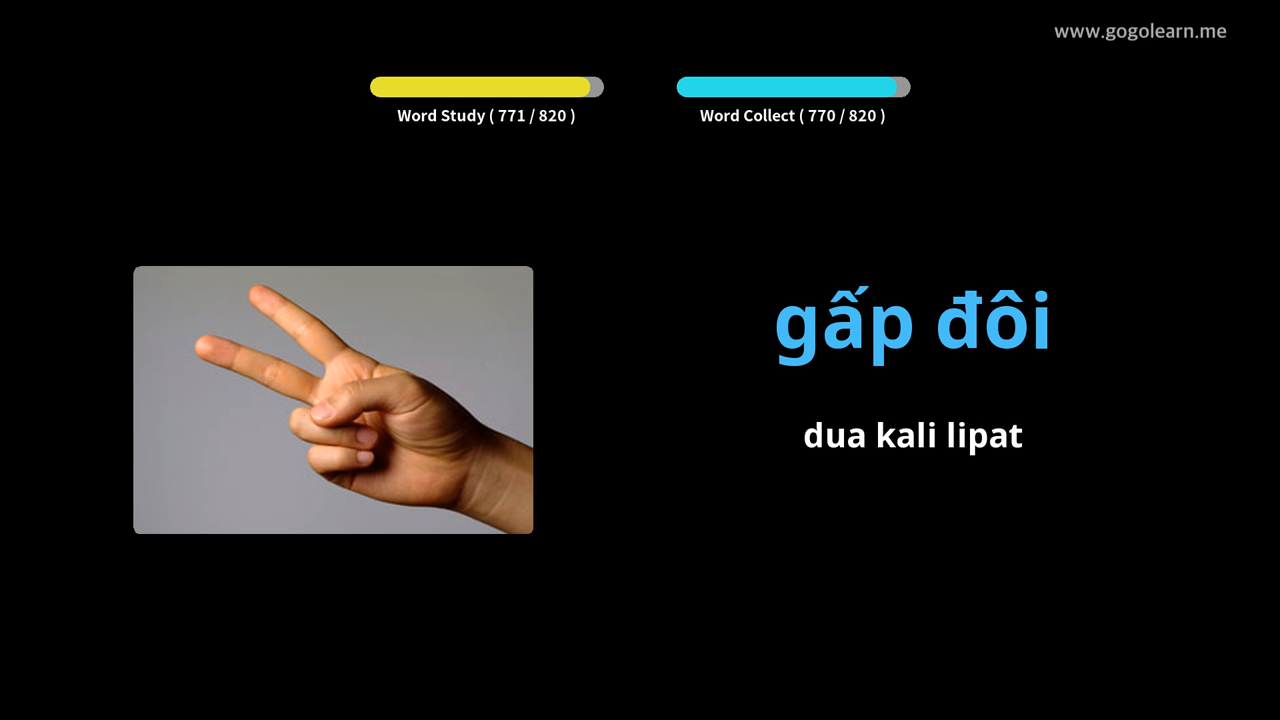 www.gogolearn.me
Word Study ( 771 / 820 )
Word Collect ( 770 / 820 )
gấp đôi
dua kali lipat